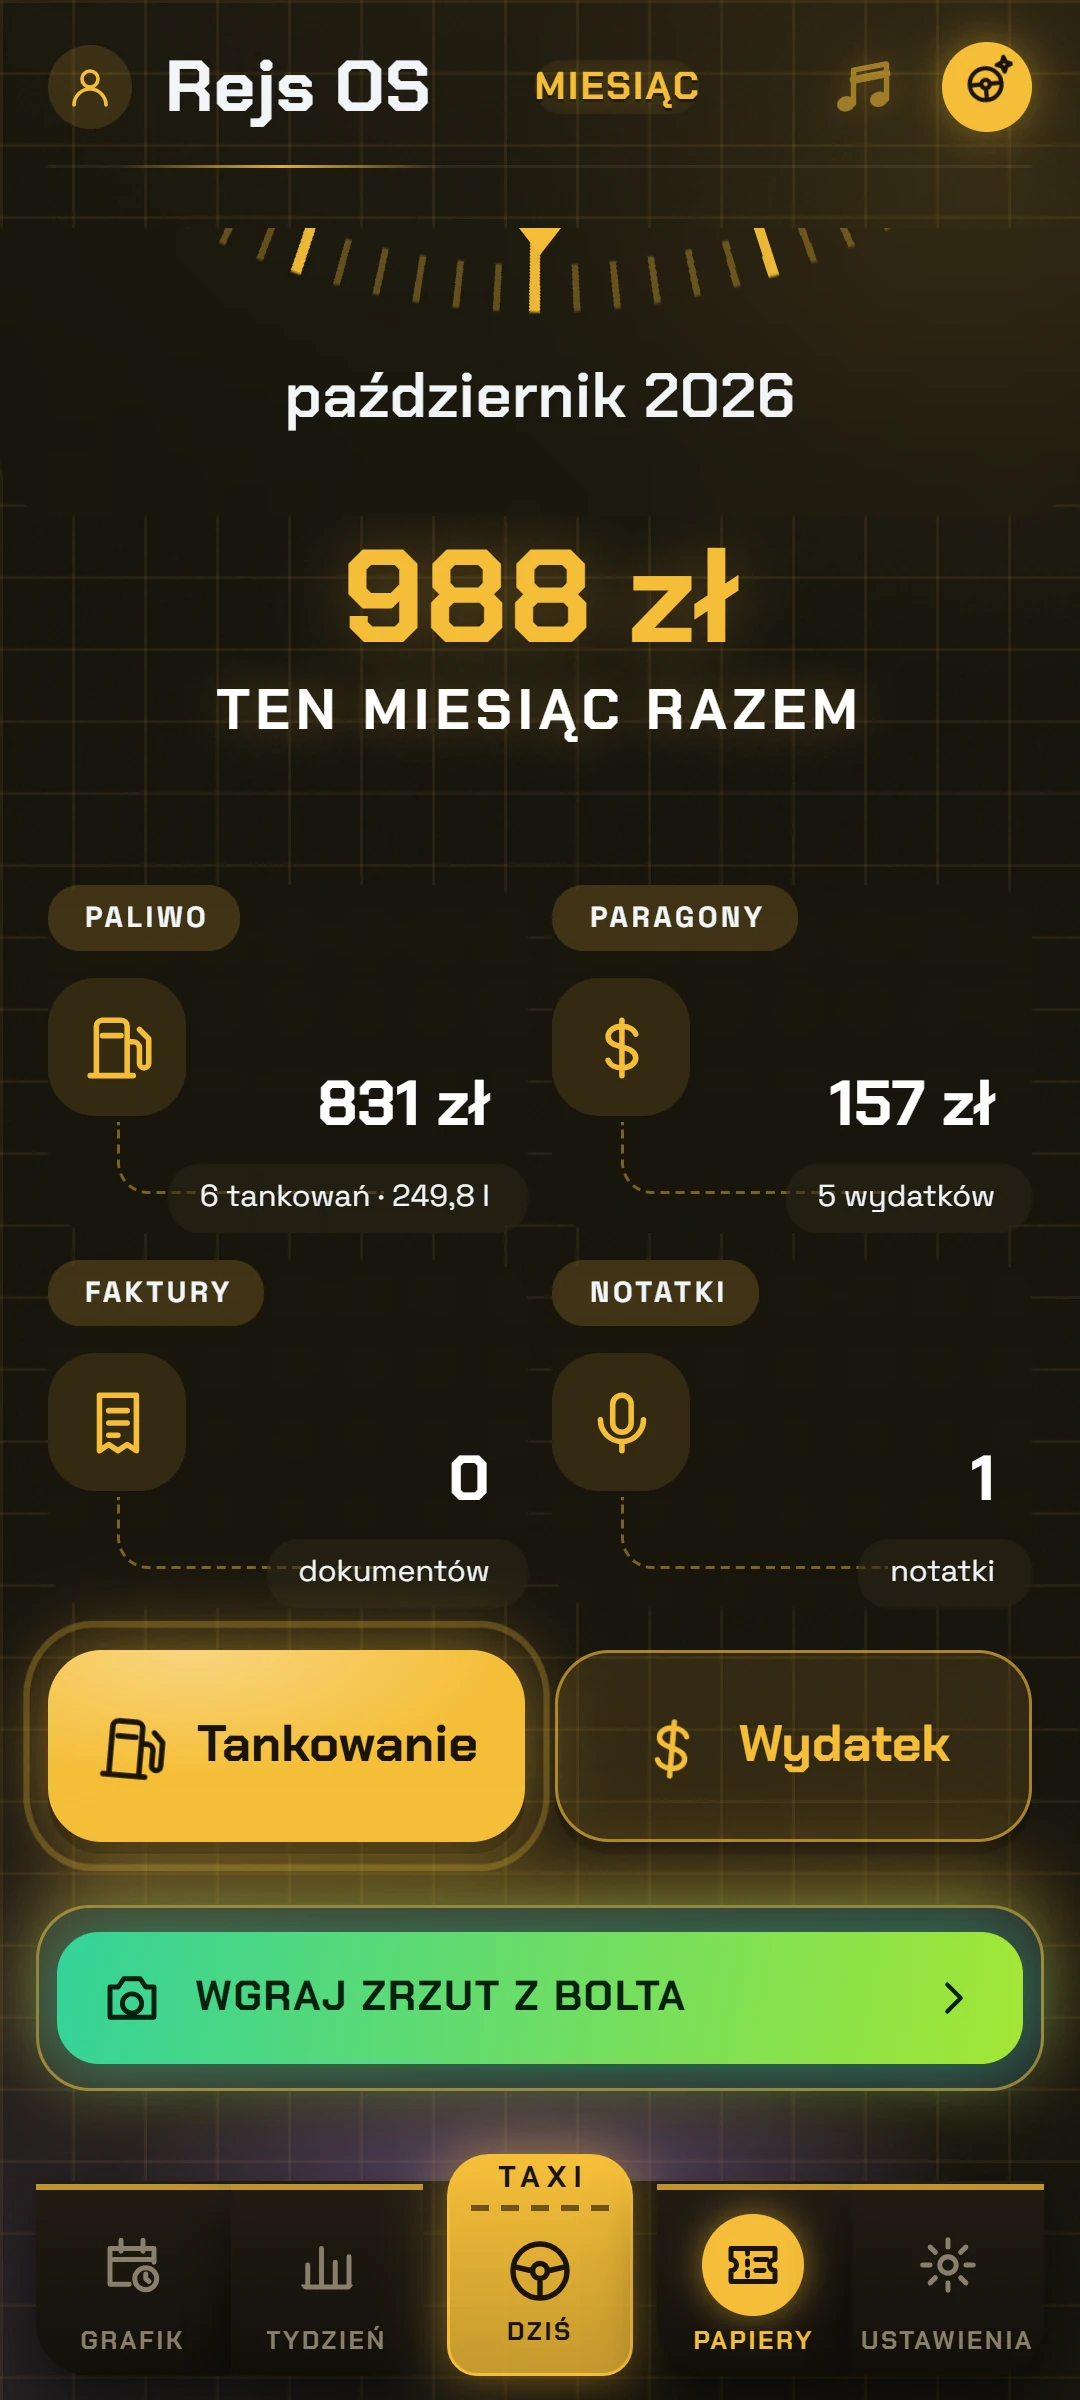 Rejs OS
MIESIĄC
październik 2026
988 zł
TEN MIESIĄC RAZEM
PALIWO
PARAGONY
831 zł
157 zł
6 tankowań · 249,8 l
5 wydatków
FAKTURY
NOTATKI
0
1
dokumentów
notatki
Tankowanie
Wydatek
WGRAJ ZRZUT Z BOLTA
TAXI
GRAFIK
TYDZIEŃ
DZIŚ
PAPIERY
USTAWIENIA